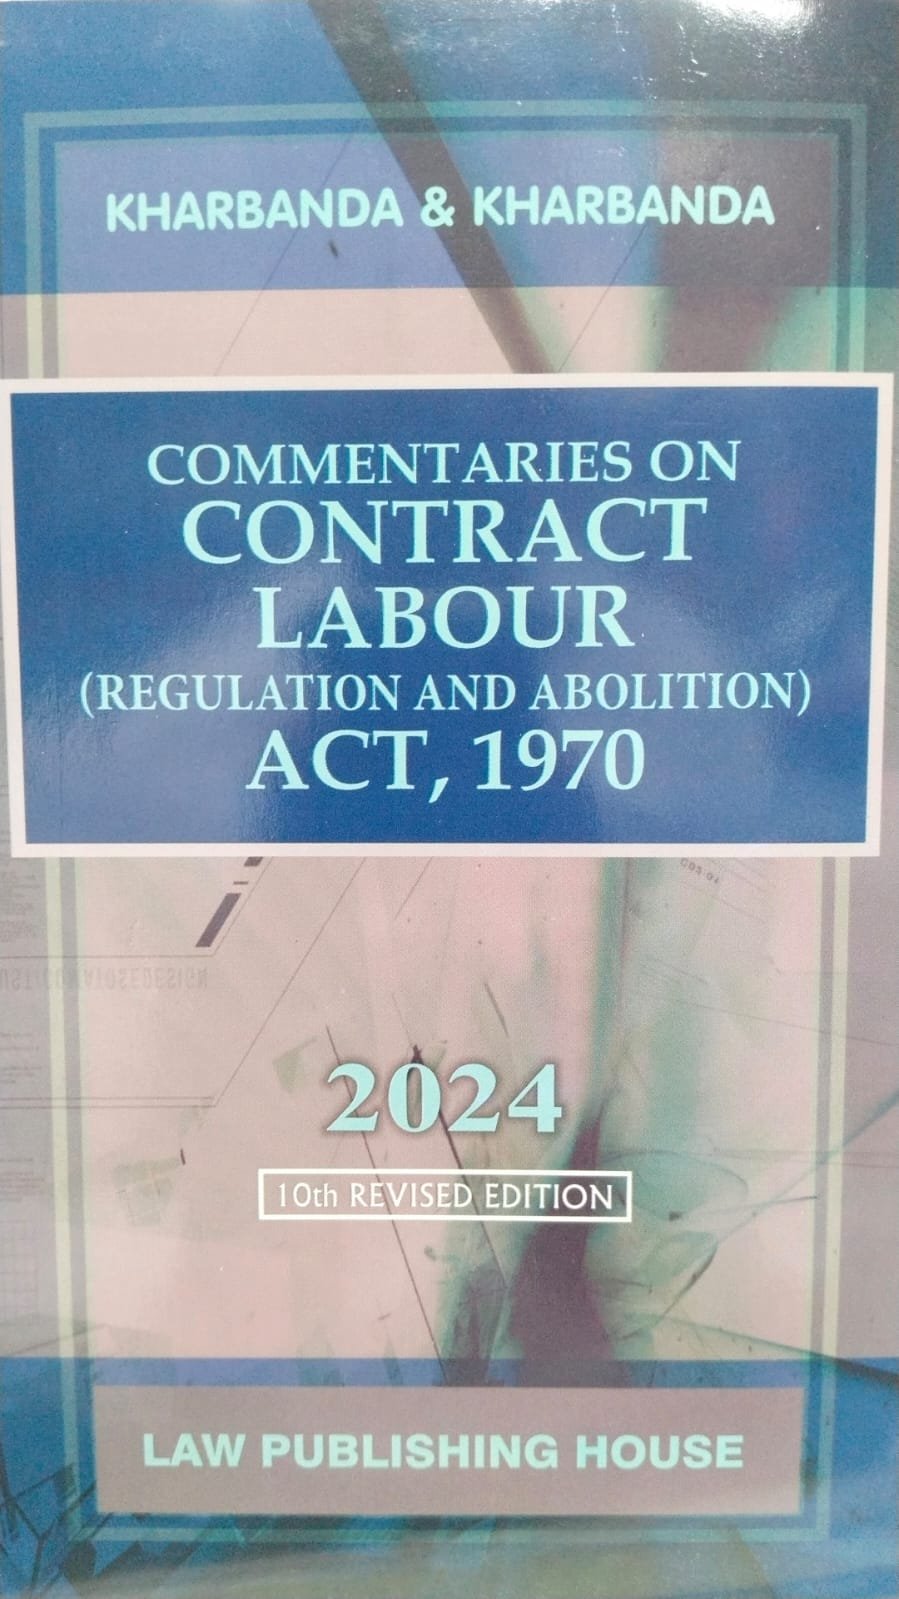 KHARBANDA & KHARBANDA
COMMENTARIES ON
CONTRACT
LABOUR
(REGULATION AND ABOLITION)
ACT, 1970
2024
10th REVISED EDITION
LAW PUBLISHING HOUSE